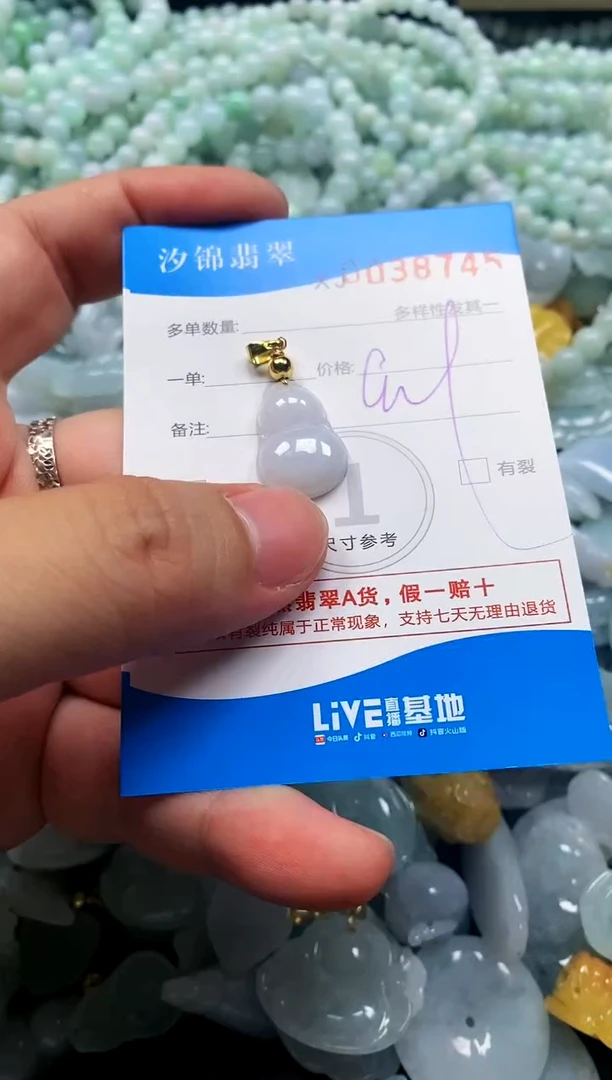 汐锦翡翠
XJ0038745
多单数量:
多样性发其一
一单:
价格:
备注:
有裂
1
尺寸参考
翡翠A货,假一赔十
有裂纯属于正常现象,支持七天无理由退货
LiVE直播基地
今日头条 抖音 西瓜视频 抖音火山版